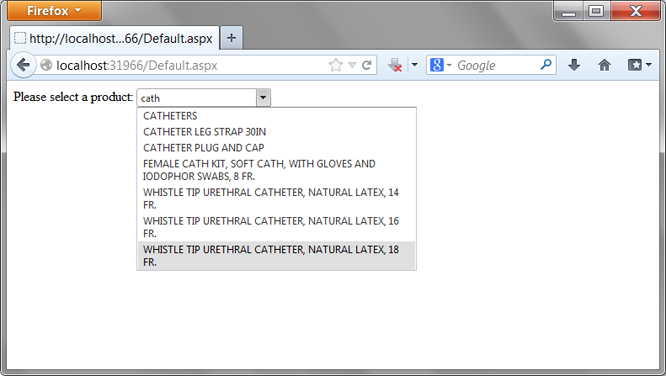 Firefox
http://localhost...66/Default.aspx
localhost:31966/Default.aspx
Google
Please select a product: cath
CATHETERS
CATHETER LEG STRAP 30IN
CATHETER PLUG AND CAP
FEMALE CATH KIT, SOFT CATH, WITH GLOVES AND
IODOPHOR SWABS, 8 FR.
WHISTLE TIP URETHRAL CATHETER, NATURAL LATEX, 14
FR.
WHISTLE TIP URETHRAL CATHETER, NATURAL LATEX, 16
FR.
WHISTLE TIP URETHRAL CATHETER, NATURAL LATEX, 18
FR.